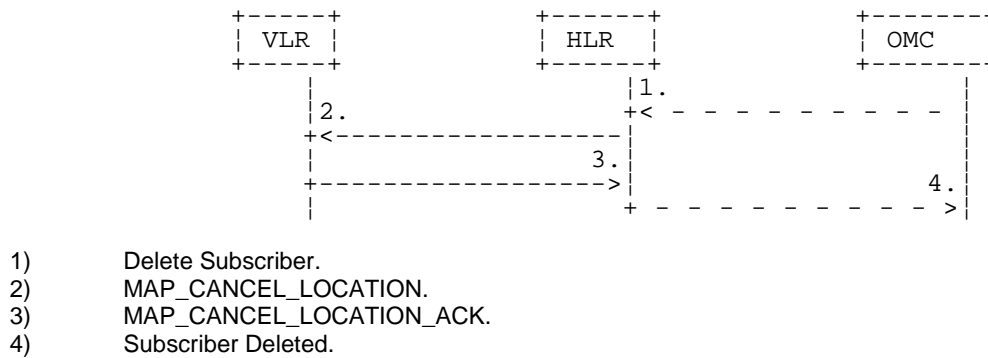 VLR HLR OMC
1.
2.
3.
4.
1) Delete Subscriber.
2) MAP_CANCEL_LOCATION.
3) MAP_CANCEL_LOCATION_ACK.
4) Subscriber Deleted.